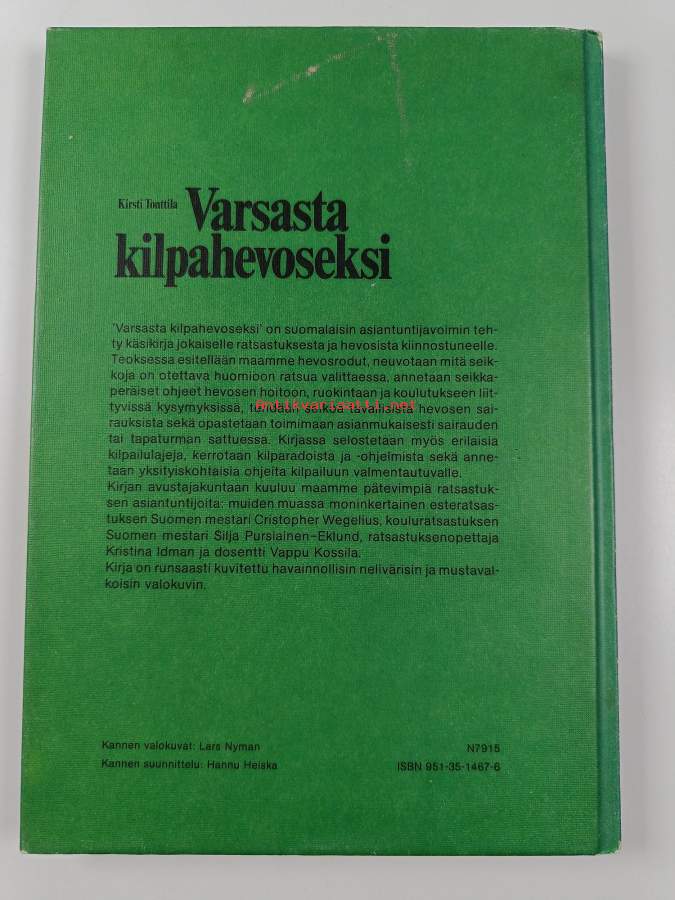 Kirsti Tonttila Varsasta
kilpahevoseksi
'Varsasta kilpahevoseksi' on suomalaisin asiantuntijavoimin teh-
ty käsikirja jokaiselle ratsastuksesta ja hevosista kiinnostuneelle.
Teoksessa esitellään maamme hevosrodut, neuvotaan mitä seik-
koja on otettava huomioon ratsua valittaessa, annetaan seikka-
peräiset ohjeet hevosen hoitoon, ruokintaan ja koulutukseen liit-
tyvissä kysymyksissä, hevosen sai-
antikvariaatti.net
rauksista sekä opastetaan toimimaan asianmukaisesti sairauden
tai tapaturman sattuessa. Kirjassa selostetaan myös erilaisia
kilpailulajeja, kerrotaan kilparadoista ja -ohjelmista sekä anne-
taan yksityiskohtaisia ohjeita kilpailuun valmentautuvalle.
Kirjan avustajakuntaan kuuluu maamme pätevimpiä ratsastuk-
sen asiantuntijoita: muiden muassa moninkertainen esteratsas-
tuksen Suomen mestari Cristopher Wegelius, kouluratsastuksen
Suomen mestari Silja Pursiainen-Eklund, ratsastuksenopettaja
Kristina Idman ja dosentti Vappu Kossila.
Kirja on runsaasti kuvitettu havainnollisin nelivärisin ja mustaval-
koisin valokuvin.
Kannen valokuvat: Lars Nyman N7915
Kannen suunnittelu: Hannu Heiska ISBN 951-35-1467-6